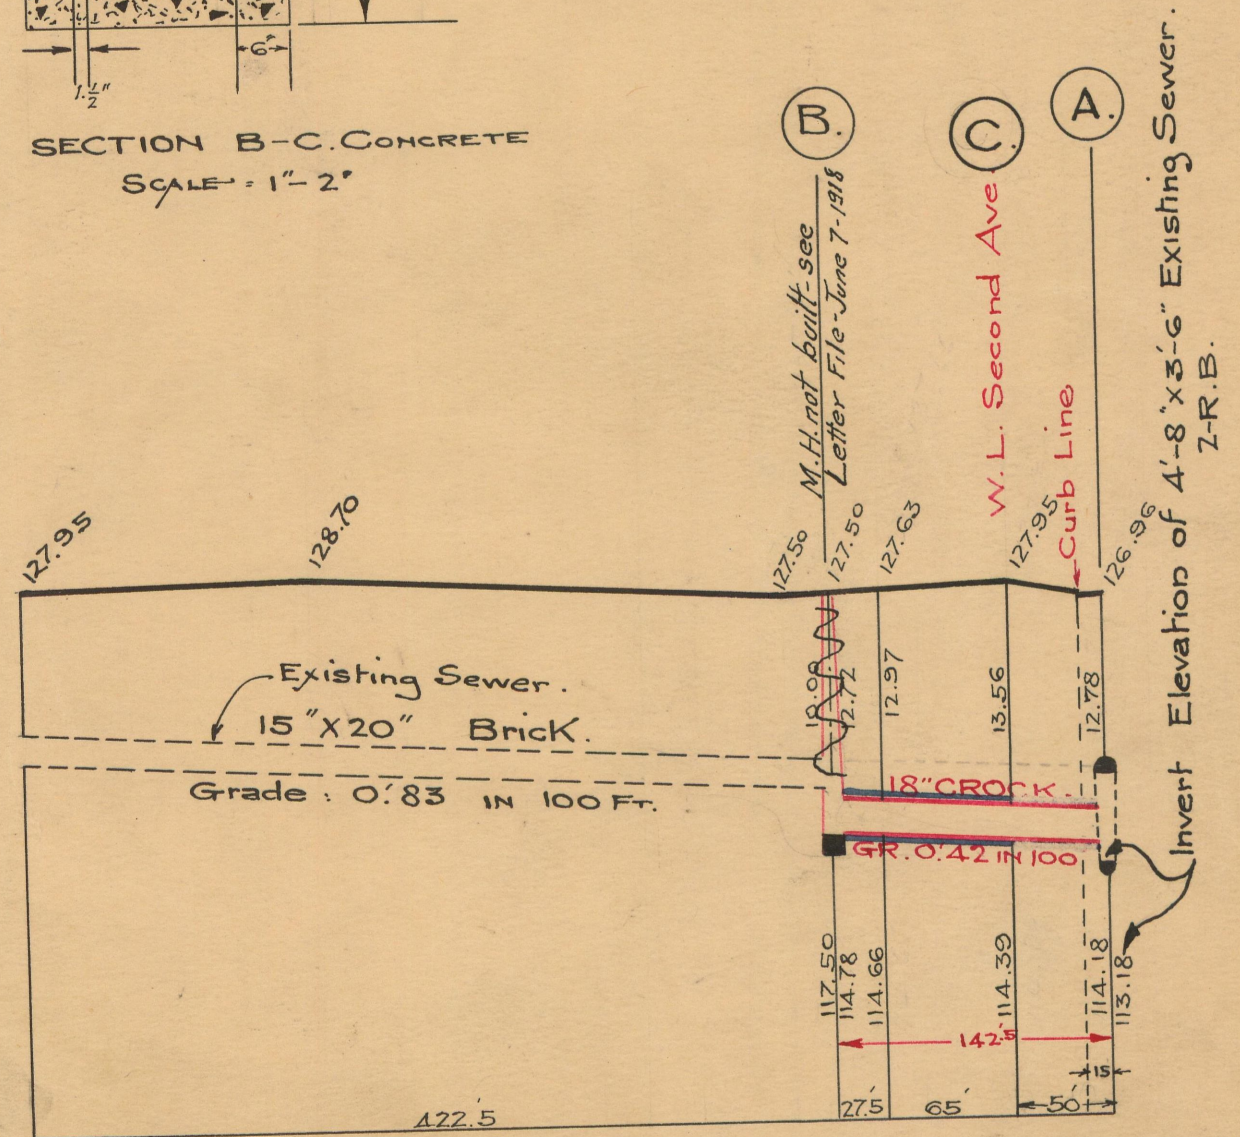 6"
1.½"
SECTION B-C. CONCRETE
SCALE = 1"- 2"
B.
C.
A.
M.H. not built - see
Letter File - June 7 - 1918
W. L. Second Ave.
Curb Line
Invert Elevation of 4'-8" x 3'-6" Existing Sewer.
2-R.B.
127.95
128.70
127.50
127.50
127.63
127.95
126.96
Existing Sewer.
15" X 20" Brick.
Grade : 0.'83 IN 100 FT.
12.72
12.97
13.56
12.78
18" CROCK.
GR. 0.'42 IN 100
117.50
114.78
114.66
114.39
114.18
113.18
142.'5
15
422.'5
27.5'
65'
50'